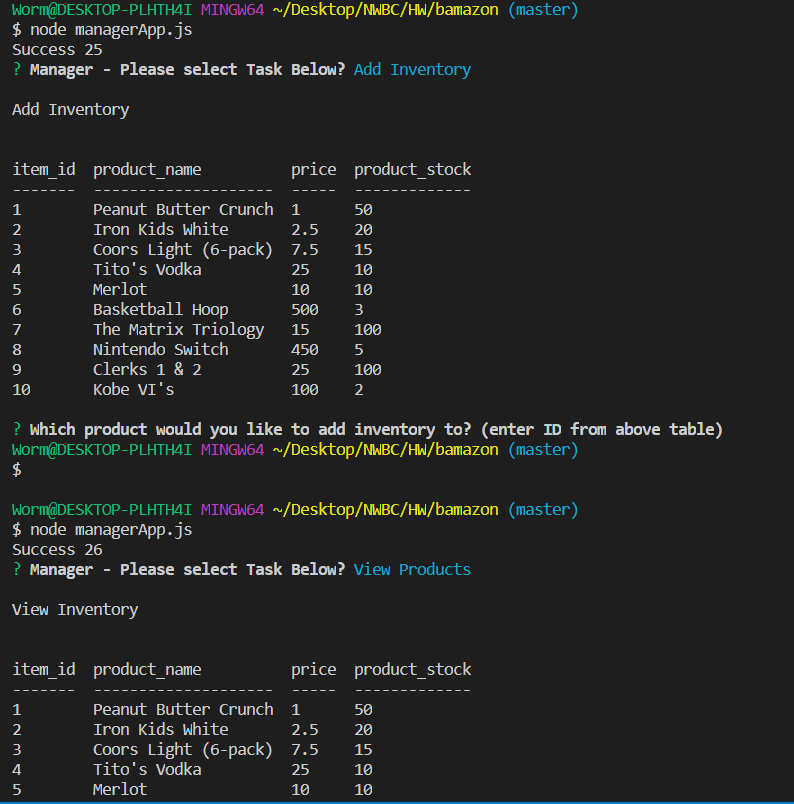 Worm@DESKTOP-PLHTH4I MINGW64 ~/Desktop/NWBC/HW/bamazon (master)
$ node managerApp.js
Success 25
? Manager - Please select Task Below? Add Inventory
Add Inventory
item_id  product_name          price  product_stock
-------  --------------------  -----  -------------
1        Peanut Butter Crunch  1      50
2        Iron Kids White       2.5    20
3        Coors Light (6-pack)  7.5    15
4        Tito's Vodka          25     10
5        Merlot                10     10
6        Basketball Hoop       500    3
7        The Matrix Triology   15     100
8        Nintendo Switch       450    5
9        Clerks 1 & 2          25     100
10       Kobe VI's             100    2
? Which product would you like to add inventory to? (enter ID from above table)
Worm@DESKTOP-PLHTH4I MINGW64 ~/Desktop/NWBC/HW/bamazon (master)
$
Worm@DESKTOP-PLHTH4I MINGW64 ~/Desktop/NWBC/HW/bamazon (master)
$ node managerApp.js
Success 26
? Manager - Please select Task Below? View Products
View Inventory
item_id  product_name          price  product_stock
-------  --------------------  -----  -------------
1        Peanut Butter Crunch  1      50
2        Iron Kids White       2.5    20
3        Coors Light (6-pack)  7.5    15
4        Tito's Vodka          25     10
5        Merlot                10     10